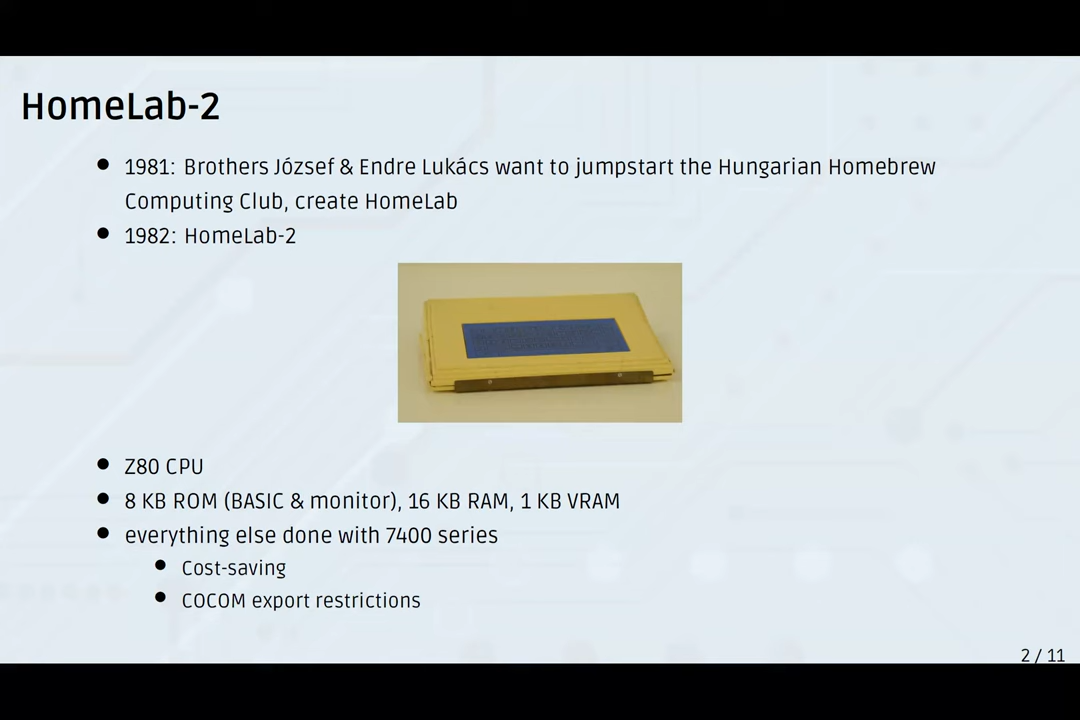 HomeLab-2
● 1981: Brothers József & Endre Lukács want to jumpstart the Hungarian Homebrew
Computing Club, create HomeLab
● 1982: HomeLab-2
● Z80 CPU
● 8 KB ROM (BASIC & monitor), 16 KB RAM, 1 KB VRAM
● everything else done with 7400 series
● Cost-saving
● COCOM export restrictions
2 / 11